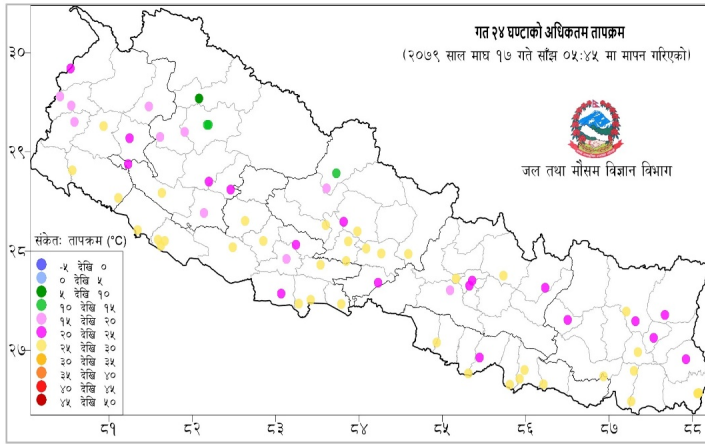 गत २४ घण्टाको अधिकतम तापक्रम
(२०७९ साल माघ १७ गते साँझ ०५:४५ मा मापन गरिएको)
जल तथा मौसम विज्ञान विभाग
३०
२९
२८
२७
संकेतः तापक्रम (°C)
-५ देखि ०
० देखि ५
५ देखि १०
१० देखि १५
१५ देखि २०
२० देखि २५
२५ देखि ३०
३० देखि ३५
३५ देखि ४०
४० देखि ४५
४५ देखि ५०
८१ ८२ ८३ ८४ ८५ ८६ ८७ ८८